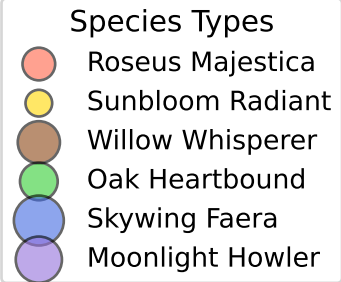 Species Types
Roseus Majestica
Sunbloom Radiant
Willow Whisperer
Oak Heartbound
Skywing Faera
Moonlight Howler